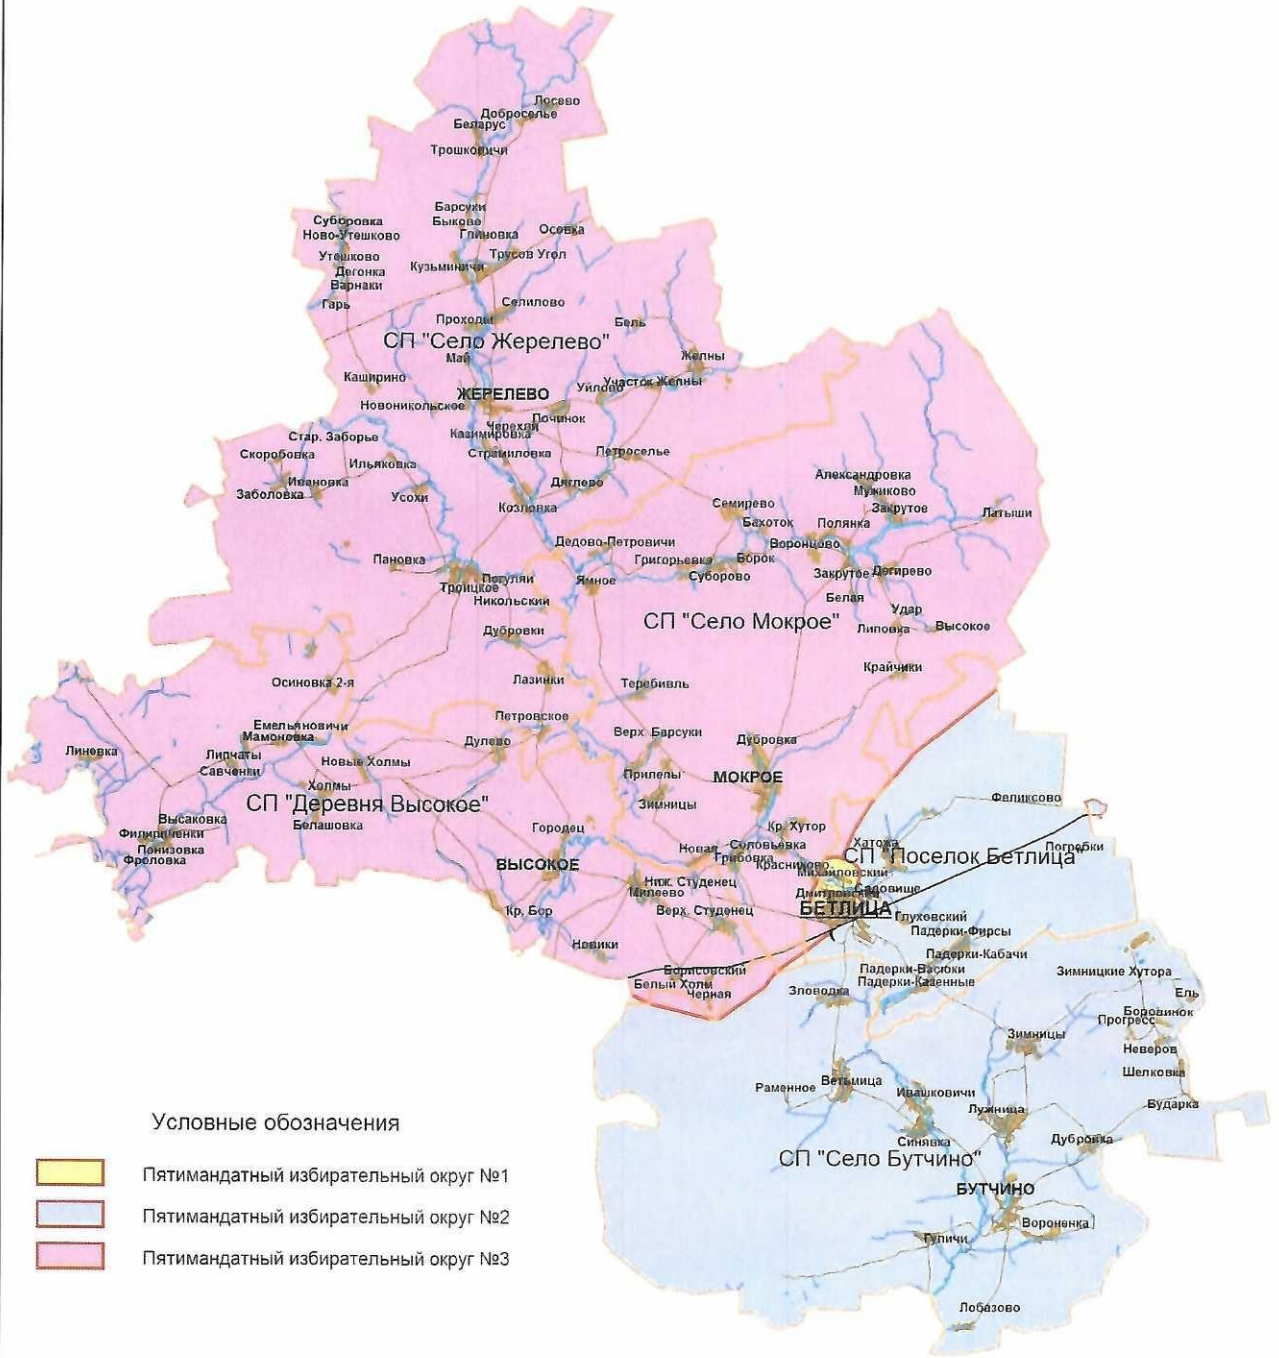 Лосево
Доброселье
Беларус
Трошковичи
Барсуки
Быково
Суборовка
Ново-Утешково
Глиновка
Осовка
Утешково
Трусов Угол
Дегонка
Кузьминичи
Варнаки
Гарь
Селилово
Проходы
Бель
СП "Село Жерелево"
Май
Желны
Каширино
Участок Желны
Уйлово
ЖЕРЕЛЕВО
Новоникольское
Починок
Черехли
Казимировка
Стар. Заборье
Скоробовка
Страмиловка
Петроселье
Ильяковка
Ивановка
Заболовка
Усохи
Дяглево
Козловка
Александровка
Мужиково
Семирево
Закрутое
Латыши
Бахоток
Полянка
Дедово-Петровичи
Воронцово
Пановка
Григорьевка
Борок
Погуляи
Ямное
Суборово
Закрутое
Дегирево
Троицкое
Никольский
Белая
Удар
СП "Село Мокрое"
Липовка
Высокое
Дубровки
Крайчики
Осиновка 2-я
Лазинки
Теребивль
Петровское
Емельяновичи
Мамоновка
Верх. Барсуки
Дубровка
Линовка
Липчаты
Дулево
Савченки
Новые Холмы
Прилепы
МОКРОЕ
Холмы
СП "Деревня Высокое"
Зимницы
Феликсово
Высаковка
Белашовка
Городец
Кр. Хутор
Филипченки
Понизовка
Фроловка
Новая
Соловьевка
Хатожа
Погребки
Грибовка
СП "Поселок Бетлица"
ВЫСОКОЕ
Краснилово
Михайловский
Ниж. Студенец
Милеево
Садовище
Дмитровский
Кр. Бор
Верх. Студенец
БЕТЛИЦА
Глуховский
Падерки-Фирсы
Новики
Падерки-Кабачи
Борисовский
Падерки-Васюки
Зимницкие Хутора
Белый Холм
Падерки-Казенные
Черная
Зловодка
Ель
Боровинок
Прогресс
Зимницы
Неверов
Шелковка
Раменное
Ветьмица
Ивашковичи
Бударка
Лужница
Синявка
Дубровка
СП "Село Бутчино"
БУТЧИНО
Вороненка
Гуличи
Лобазово
Условные обозначения
Пятимандатный избирательный округ №1
Пятимандатный избирательный округ №2
Пятимандатный избирательный округ №3